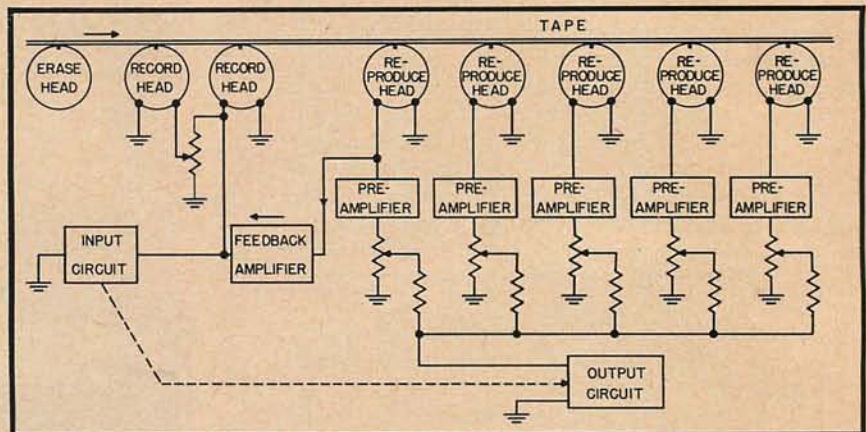 TAPE
ERASE
HEAD
RECORD
HEAD
RECORD
HEAD
RE-
PRODUCE
HEAD
RE-
PRODUCE
HEAD
RE-
PRODUCE
HEAD
RE-
PRODUCE
HEAD
RE-
PRODUCE
HEAD
PRE-
AMPLIFIER
PRE-
AMPLIFIER
PRE-
AMPLIFIER
PRE-
AMPLIFIER
PRE-
AMPLIFIER
INPUT
CIRCUIT
FEEDBACK
AMPLIFIER
OUTPUT
CIRCUIT